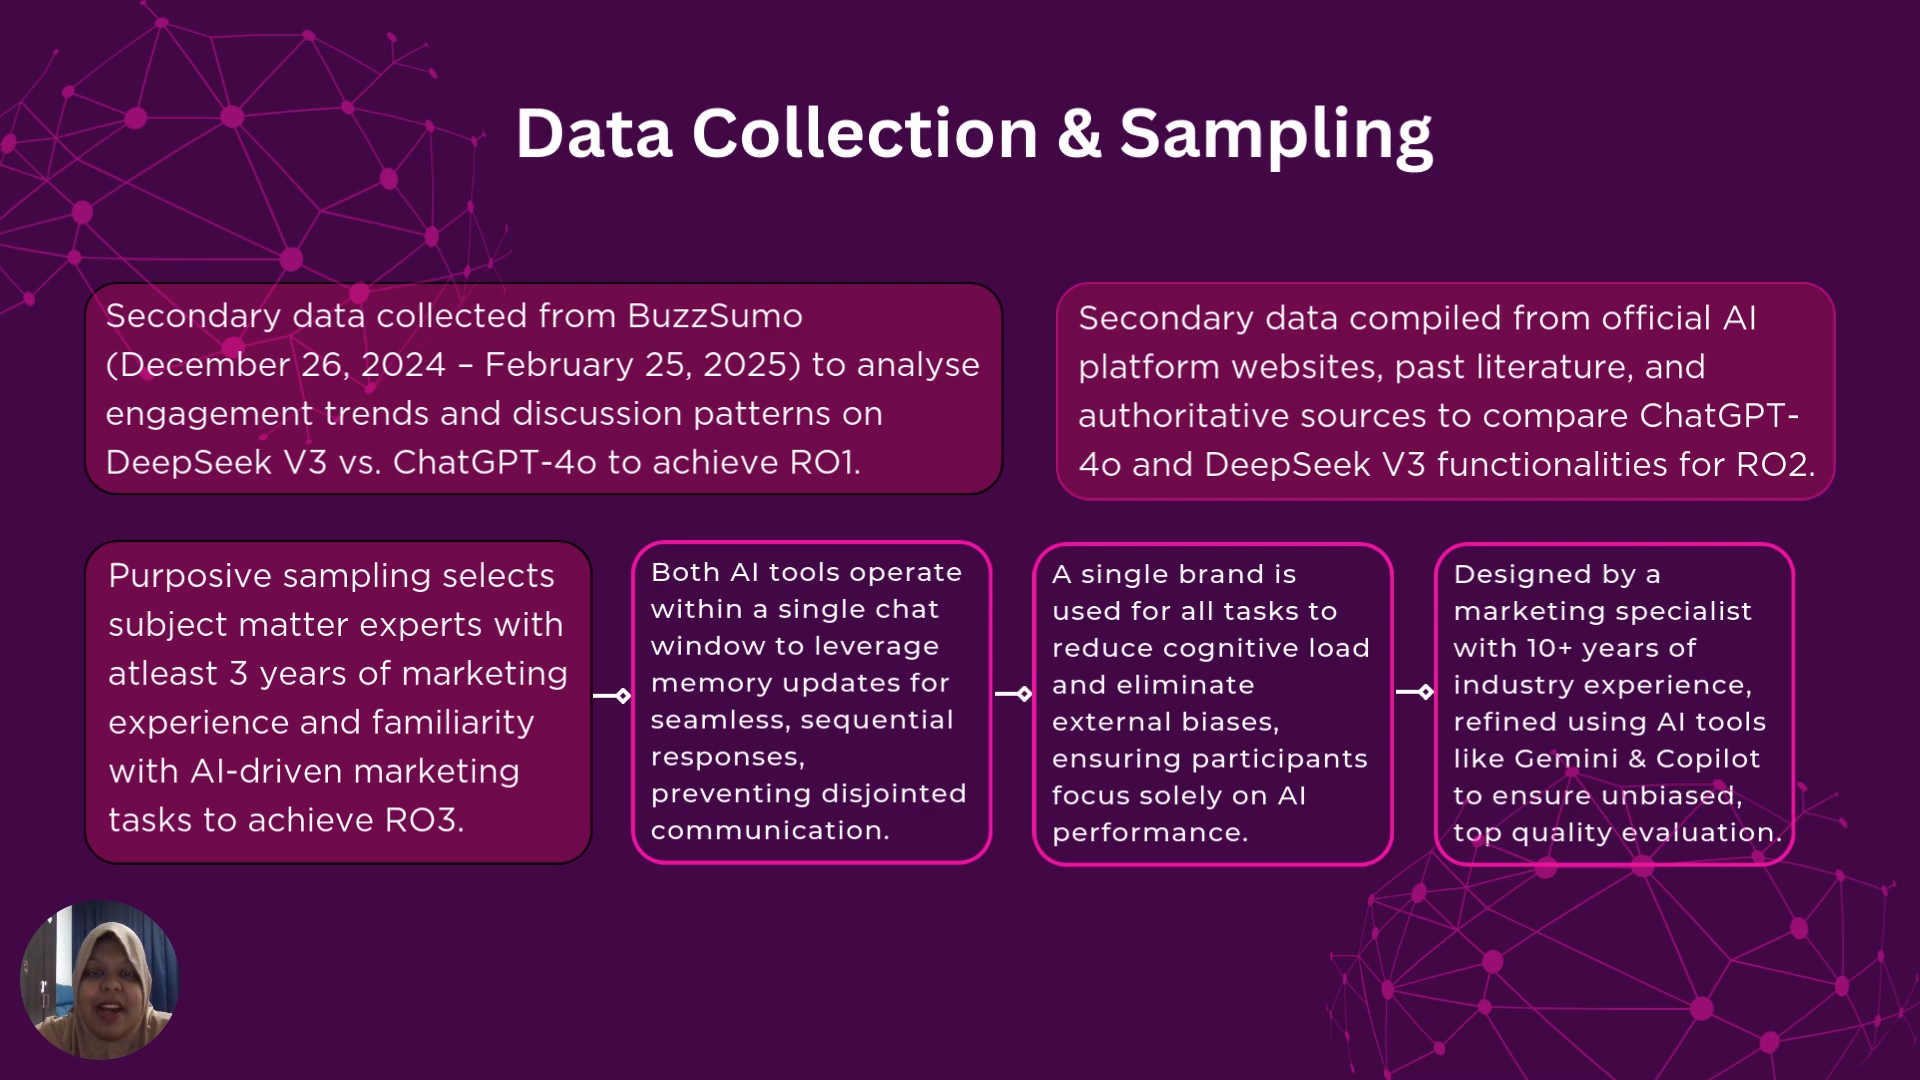 Data Collection & Sampling
Secondary data collected from BuzzSumo
(December 26, 2024 – February 25, 2025) to analyse
engagement trends and discussion patterns on
DeepSeek V3 vs. ChatGPT-4o to achieve RO1.
Secondary data compiled from official AI
platform websites, past literature, and
authoritative sources to compare ChatGPT-
4o and DeepSeek V3 functionalities for RO2.
Purposive sampling selects
subject matter experts with
atleast 3 years of marketing
experience and familiarity
with AI-driven marketing
tasks to achieve RO3.
Both AI tools operate
within a single chat
window to leverage
memory updates for
seamless, sequential
responses,
preventing disjointed
communication.
A single brand is
used for all tasks to
reduce cognitive load
and eliminate
external biases,
ensuring participants
focus solely on AI
performance.
Designed by a
marketing specialist
with 10+ years of
industry experience,
refined using AI tools
like Gemini & Copilot
to ensure unbiased,
top quality evaluation.